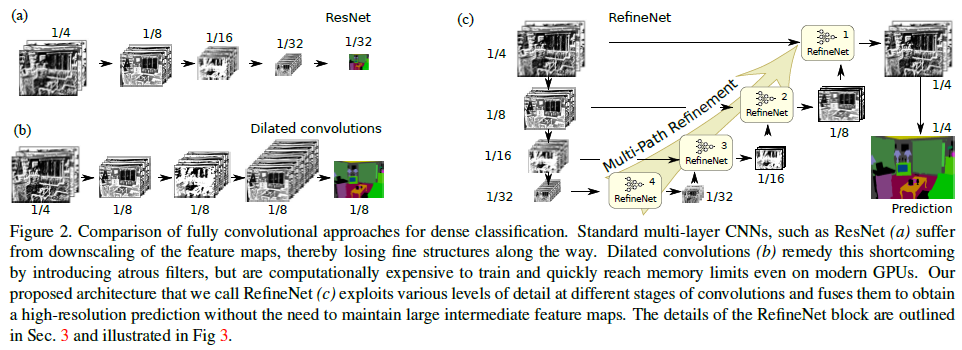 (a)
ResNet
1/4
1/8
1/16
1/32
1/32
(b)
Dilated convolutions
1/4
1/8
1/8
1/8
1/8
(c)
RefineNet
1/4
1/8
1/16
1/32
Multi-Path Refinement
1
RefineNet
2
RefineNet
3
RefineNet
4
RefineNet
1/32
1/16
1/8
1/4
1/4
Prediction
Figure 2. Comparison of fully convolutional approaches for dense classification. Standard multi-layer CNNs, such as ResNet (a) suffer
from downscaling of the feature maps, thereby losing fine structures along the way. Dilated convolutions (b) remedy this shortcoming
by introducing atrous filters, but are computationally expensive to train and quickly reach memory limits even on modern GPUs. Our
proposed architecture that we call RefineNet (c) exploits various levels of detail at different stages of convolutions and fuses them to obtain
a high-resolution prediction without the need to maintain large intermediate feature maps. The details of the RefineNet block are outlined
in Sec. 3 and illustrated in Fig 3.